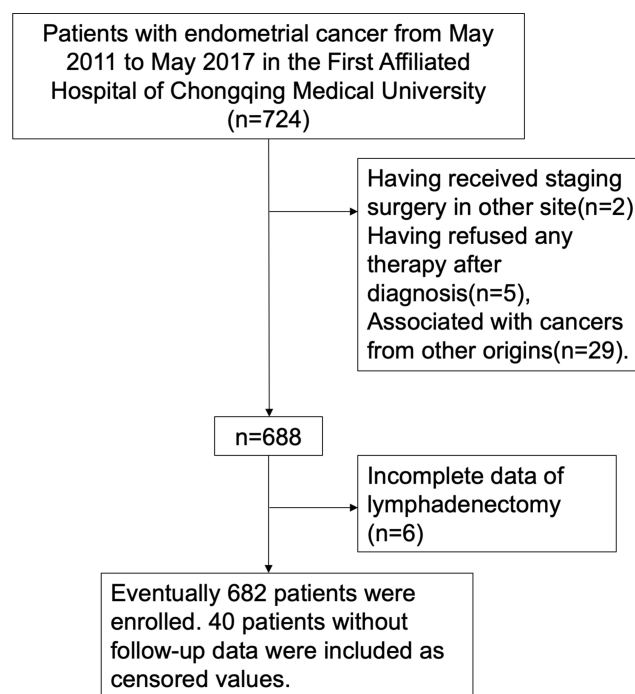 Patients with endometrial cancer from May
2011 to May 2017 in the First Affiliated
Hospital of Chongqing Medical University
(n=724)
Having received staging
surgery in other site(n=2)
Having refused any
therapy after
diagnosis(n=5),
Associated with cancers
from other origins(n=29).
n=688
Incomplete data of
lymphadenectomy
(n=6)
Eventually 682 patients were
enrolled. 40 patients without
follow-up data were included as
censored values.